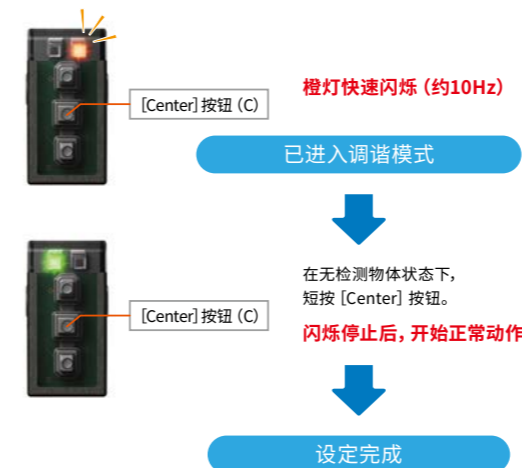 橙灯快速闪烁（约10Hz）
[Center] 按钮（C）
已进入调谐模式
在无检测物体状态下，
短按 [Center] 按钮。
[Center] 按钮（C）
闪烁停止后，开始正常动作
设定完成